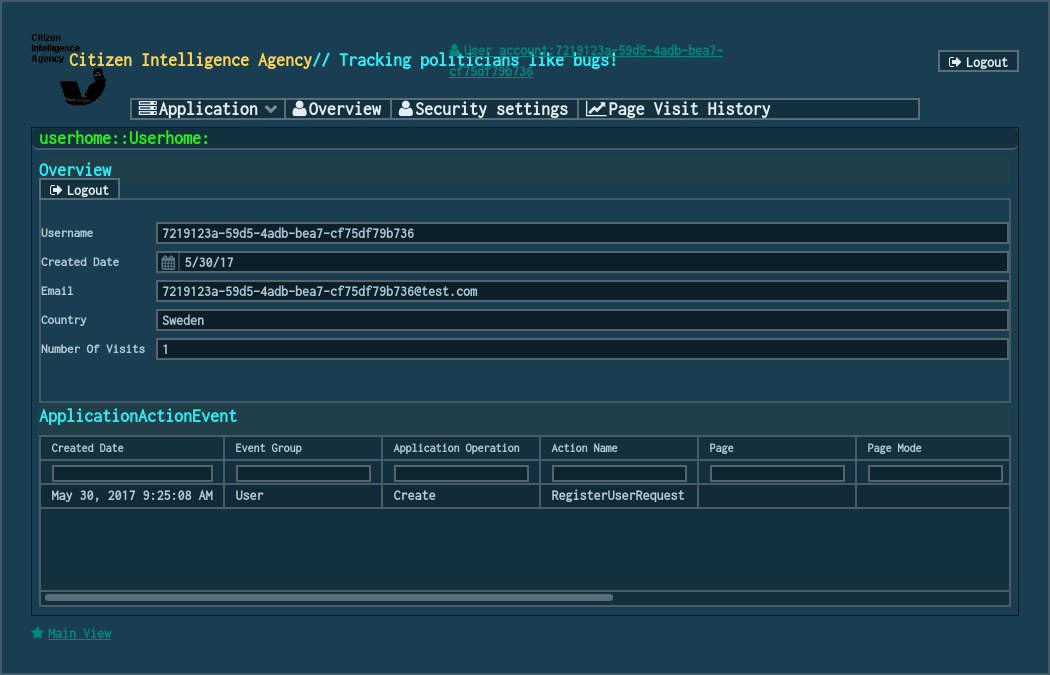 Citizen
Intelligence
Agency
Citizen Intelligence Agency// Tracking politicians like bugs!
User account:7219123a-59d5-4adb-bea7-
cf75df79b736
Logout
Application Overview Security settings Page Visit History
userhome::Userhome:
Overview
Logout
Username 7219123a-59d5-4adb-bea7-cf75df79b736
Created Date 5/30/17
Email 7219123a-59d5-4adb-bea7-cf75df79b736@test.com
Country Sweden
Number Of Visits 1
ApplicationActionEvent
Created Date Event Group Application Operation Action Name Page Page Mode
May 30, 2017 9:25:08 AM User Create RegisterUserRequest
Main View